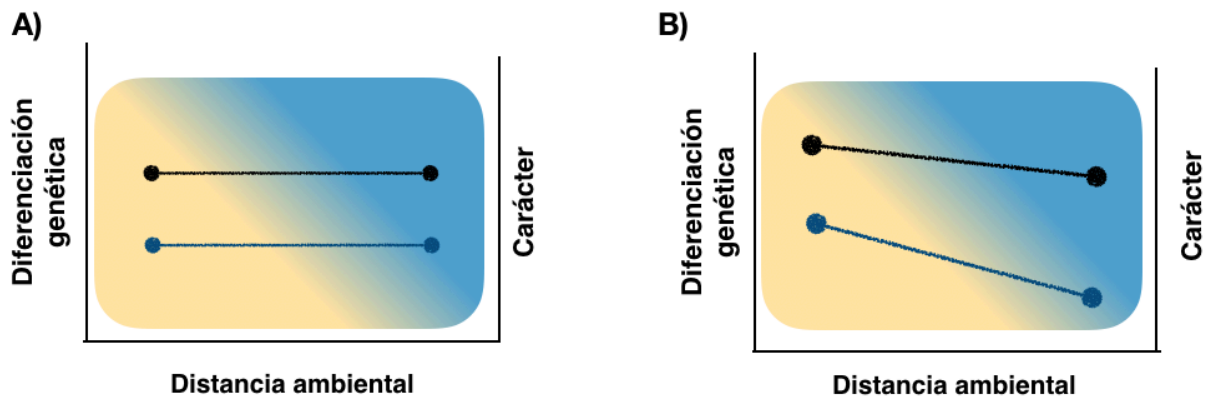 A)
Diferenciación
genética
Carácter
Distancia ambiental
B)
Diferenciación
genética
Carácter
Distancia ambiental